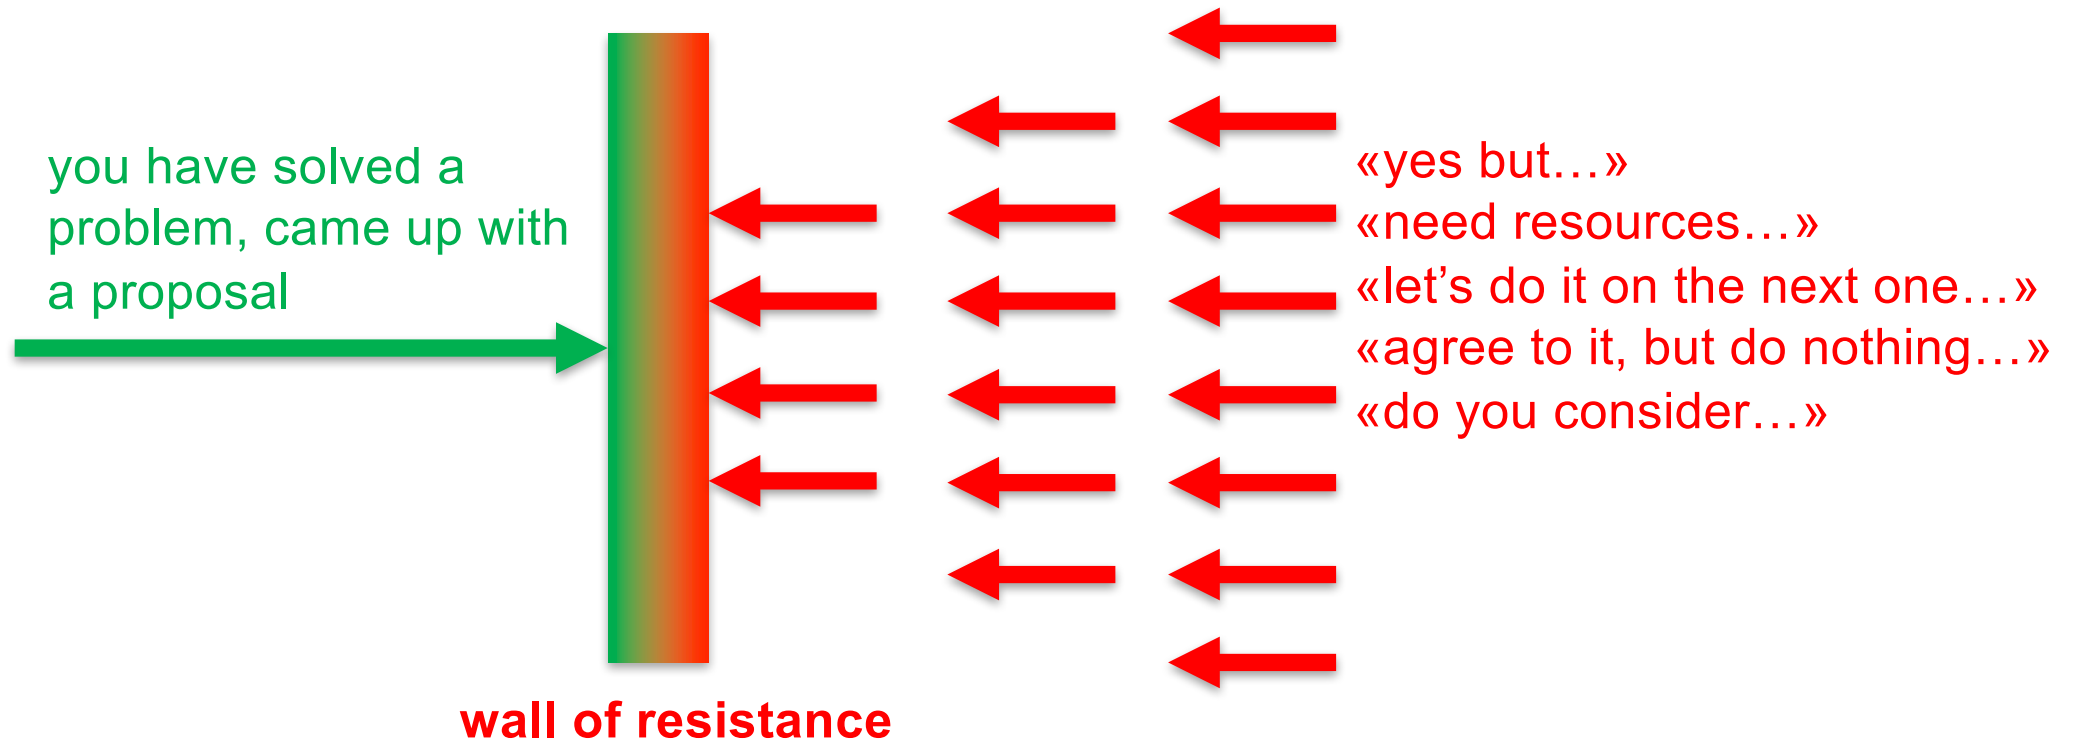 you have solved a
problem, came up with
a proposal
«yes but…»
«need resources…»
«let’s do it on the next one…»
«agree to it, but do nothing…»
«do you consider…»
wall of resistance